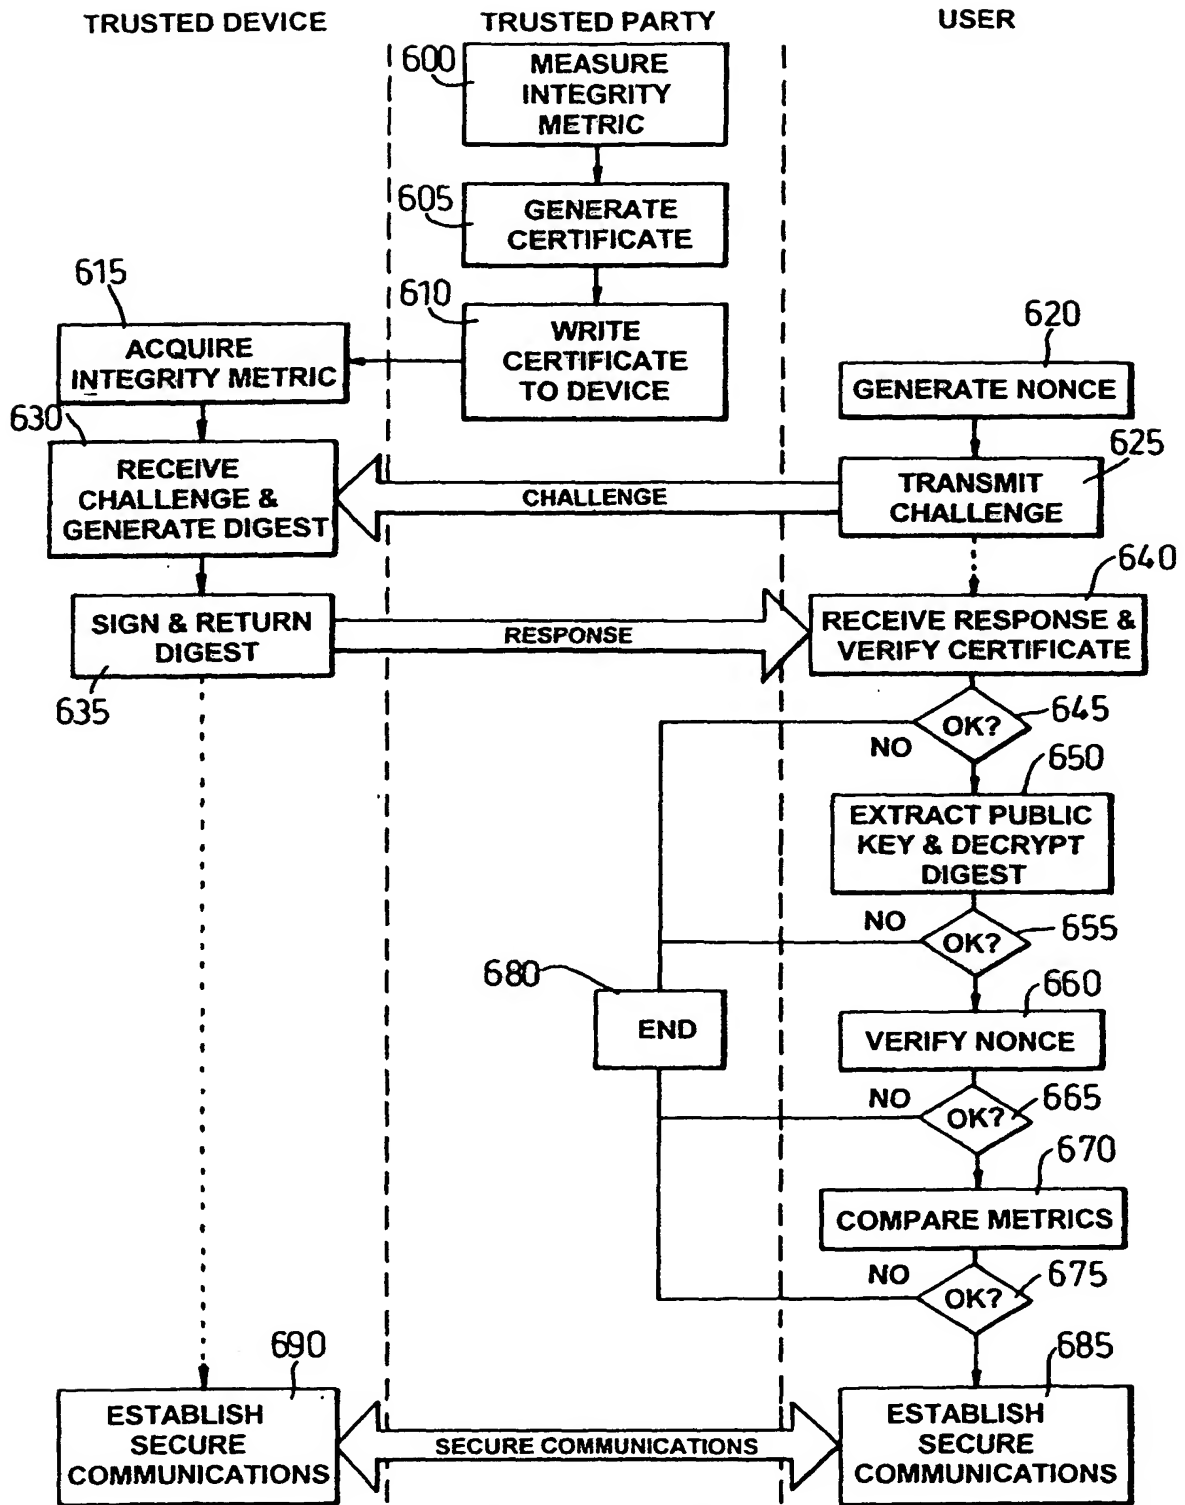 TRUSTED DEVICE
TRUSTED PARTY
USER
600
MEASURE
INTEGRITY
METRIC
605
GENERATE
CERTIFICATE
610
WRITE
CERTIFICATE
TO DEVICE
615
ACQUIRE
INTEGRITY METRIC
620
GENERATE NONCE
625
TRANSMIT
CHALLENGE
CHALLENGE
630
RECEIVE
CHALLENGE &
GENERATE DIGEST
SIGN & RETURN
DIGEST
635
RESPONSE
640
RECEIVE RESPONSE &
VERIFY CERTIFICATE
OK?
645
NO
650
EXTRACT PUBLIC
KEY & DECRYPT
DIGEST
NO
OK?
655
680
END
660
VERIFY NONCE
NO
OK?
665
670
COMPARE METRICS
NO
OK?
675
690
ESTABLISH
SECURE
COMMUNICATIONS
SECURE COMMUNICATIONS
685
ESTABLISH
SECURE
COMMUNICATIONS